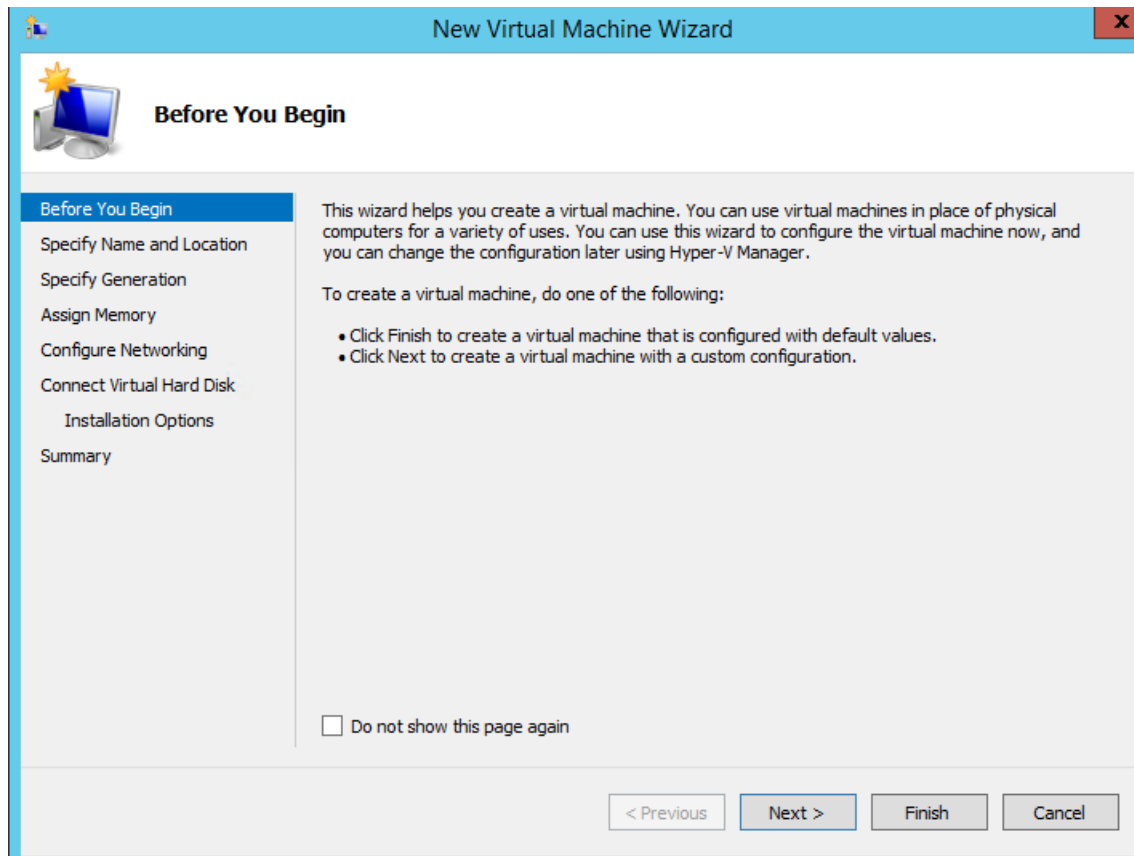 New Virtual Machine Wizard
x
Before You Begin
Before You Begin
Specify Name and Location
Specify Generation
Assign Memory
Configure Networking
Connect Virtual Hard Disk
Installation Options
Summary
This wizard helps you create a virtual machine. You can use virtual machines in place of physical
computers for a variety of uses. You can use this wizard to configure the virtual machine now, and
you can change the configuration later using Hyper-V Manager.
To create a virtual machine, do one of the following:
• Click Finish to create a virtual machine that is configured with default values.
• Click Next to create a virtual machine with a custom configuration.
Do not show this page again
< Previous
Next >
Finish
Cancel